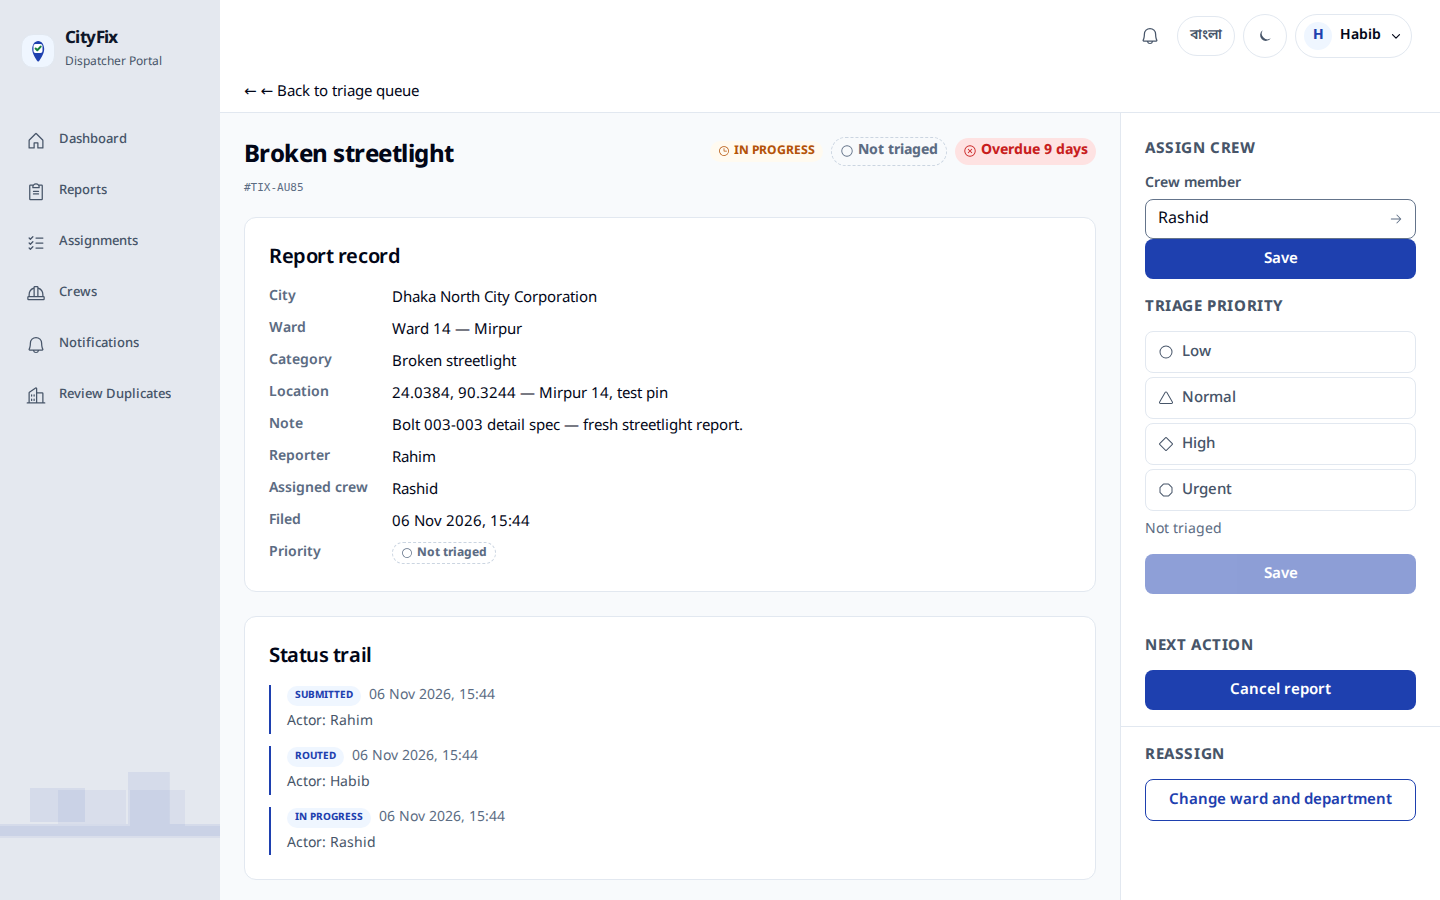 CityFix
Dispatcher Portal
Dashboard
Reports
Assignments
Crews
Notifications
Review Duplicates
বাংলা
H Habib
← ← Back to triage queue
Broken streetlight
IN PROGRESS
Not triaged
Overdue 9 days
#TIX-AU85
Report record
City Dhaka North City Corporation
Ward Ward 14 — Mirpur
Category Broken streetlight
Location 24.0384, 90.3244 — Mirpur 14, test pin
Note Bolt 003-003 detail spec — fresh streetlight report.
Reporter Rahim
Assigned crew Rashid
Filed 06 Nov 2026, 15:44
Priority Not triaged
Status trail
SUBMITTED 06 Nov 2026, 15:44
Actor: Rahim
ROUTED 06 Nov 2026, 15:44
Actor: Habib
IN PROGRESS 06 Nov 2026, 15:44
Actor: Rashid
ASSIGN CREW
Crew member
Rashid →
Save
TRIAGE PRIORITY
Low
Normal
High
Urgent
Not triaged
Save
NEXT ACTION
Cancel report
REASSIGN
Change ward and department